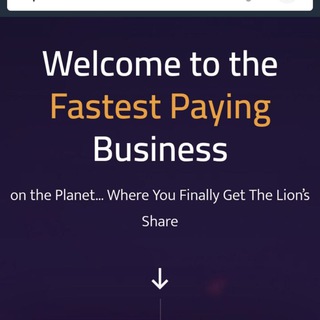 Welcome to the
Fastest Paying
Business
on the Planet... Where You Finally Get The Lion's
Share